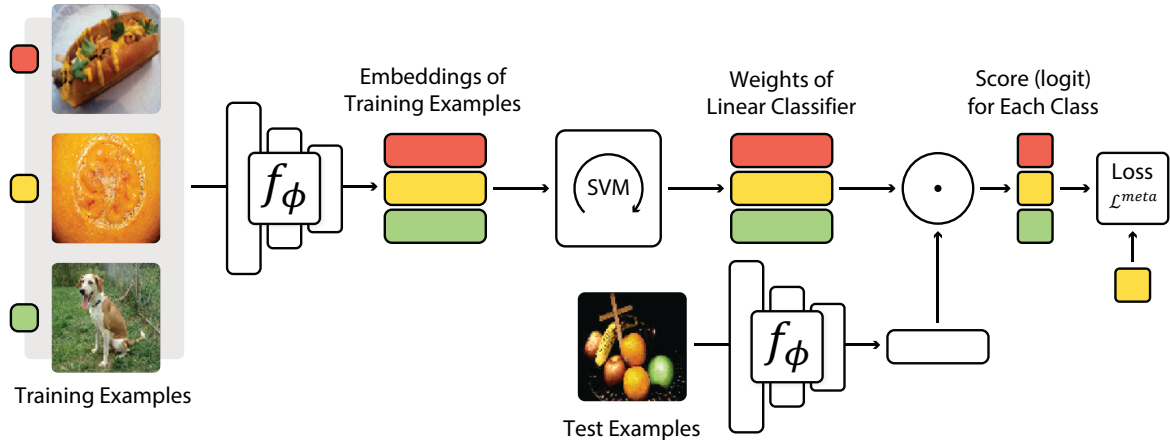 Embeddings of
Training Examples
Weights of
Linear Classifier
Score (logit)
for Each Class
f_ϕ
SVM
·
Loss
ℒ^{meta}
f_ϕ
Training Examples
Test Examples